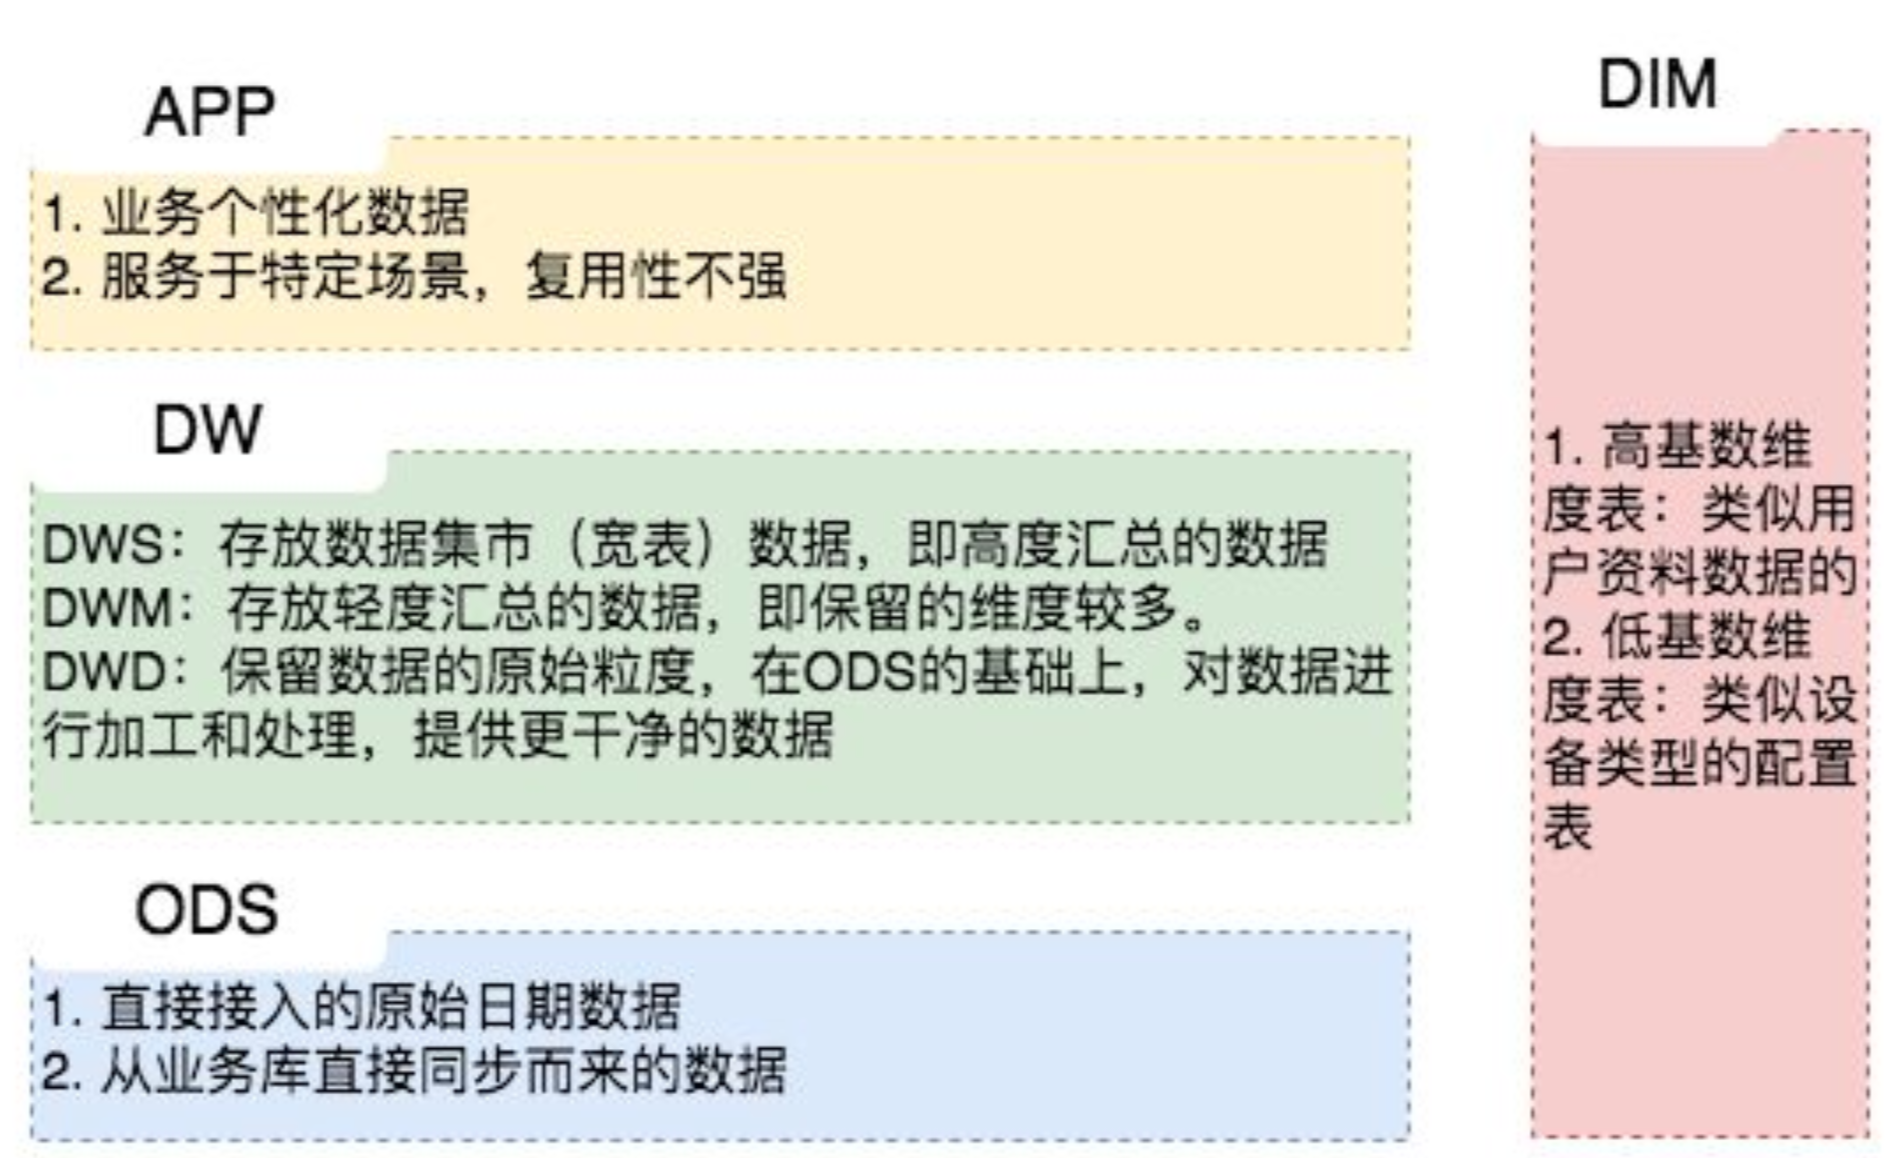 APP
1. 业务个性化数据
2. 服务于特定场景，复用性不强
DW
DWS：存放数据集市（宽表）数据，即高度汇总的数据
DWM：存放轻度汇总的数据，即保留的维度较多。
DWD：保留数据的原始粒度，在ODS的基础上，对数据进
行加工和处理，提供更干净的数据
ODS
1. 直接接入的原始日期数据
2. 从业务库直接同步而来的数据
DIM
1. 高基数维
度表：类似用
户资料数据的
2. 低基数维
度表：类似设
备类型的配置
表